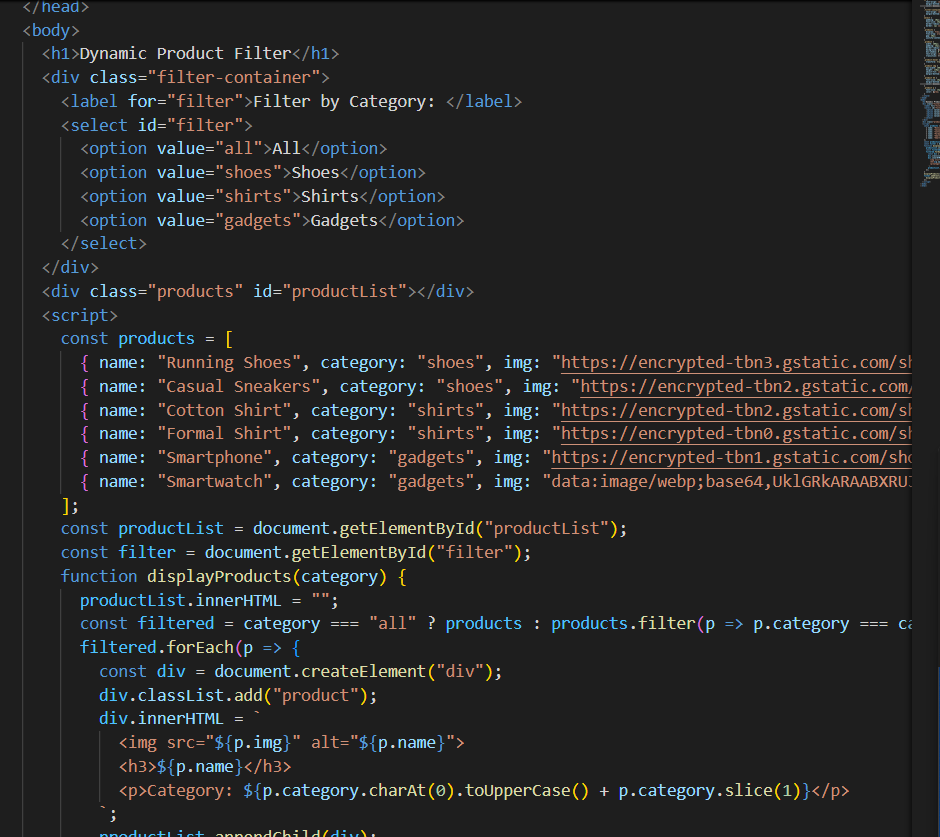 </head>
<body>
<h1>Dynamic Product Filter</h1>
<div class="filter-container">
<label for="filter">Filter by Category: </label>
<select id="filter">
<option value="all">All</option>
<option value="shoes">Shoes</option>
<option value="shirts">Shirts</option>
<option value="gadgets">Gadgets</option>
</select>
</div>
<div class="products" id="productList"></div>
<script>
const products = [
{ name: "Running Shoes", category: "shoes", img: "https://encrypted-tbn3.gstatic.com/sh
{ name: "Casual Sneakers", category: "shoes", img: "https://encrypted-tbn2.gstatic.com/
{ name: "Cotton Shirt", category: "shirts", img: "https://encrypted-tbn2.gstatic.com/sh
{ name: "Formal Shirt", category: "shirts", img: "https://encrypted-tbn0.gstatic.com/sh
{ name: "Smartphone", category: "gadgets", img: "https://encrypted-tbn1.gstatic.com/sho
{ name: "Smartwatch", category: "gadgets", img: "data:image/webp;base64,UklGRkARAABXRU
];
const productList = document.getElementById("productList");
const filter = document.getElementById("filter");
function displayProducts(category) {
productList.innerHTML = "";
const filtered = category === "all" ? products : products.filter(p => p.category === ca
filtered.forEach(p => {
const div = document.createElement("div");
div.classList.add("product");
div.innerHTML = `
<img src="${p.img}" alt="${p.name}">
<h3>${p.name}</h3>
<p>Category: ${p.category.charAt(0).toUpperCase() + p.category.slice(1)}</p>
`;
productList.appendChild(div);